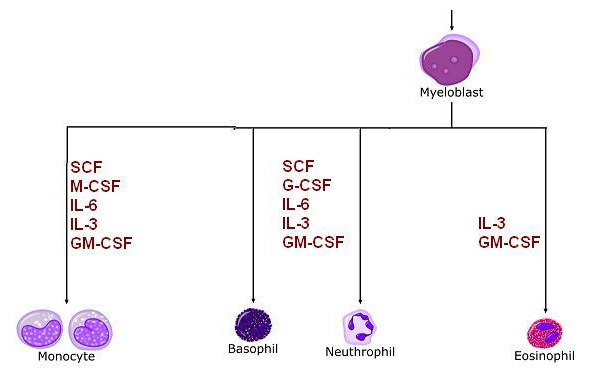 Myeloblast
SCF
M-CSF
IL-6
IL-3
GM-CSF
SCF
G-CSF
IL-6
IL-3
GM-CSF
IL-3
GM-CSF
Monocyte
Basophil
Neuthrophil
Eosinophil